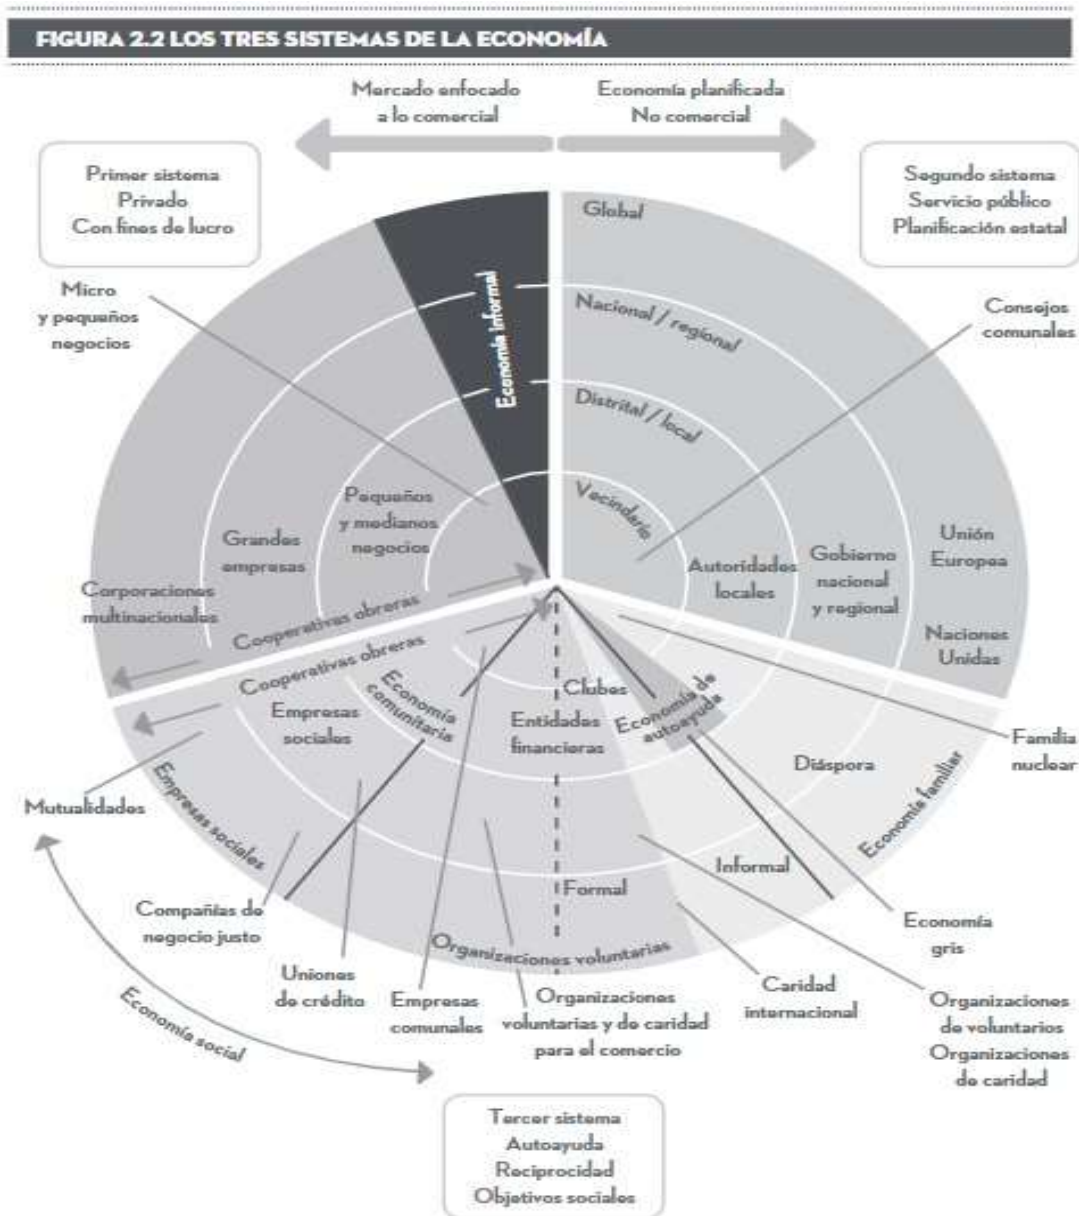 FIGURA 2.2 LOS TRES SISTEMAS DE LA ECONOMÍA
Mercado enfocado
a lo comercial
Economía planificada
No comercial
Primer sistema
Privado
Con fines de lucro
Segundo sistema
Servicio público
Planificación estatal
Micro
y pequeños
negocios
Consejos
comunales
Economía informal
Global
Nacional / regional
Distrital / local
Vecindario
Pequeños
y medianos
negocios
Grandes
empresas
Corporaciones
multinacionales
Autoridades
locales
Gobierno
nacional
y regional
Unión
Europea
Naciones
Unidas
Cooperativas obreras
Cooperativas obreras
Economía
comunitaria
Empresas
sociales
Clubes
Entidades
financieras
Economía de
autoayuda
Diáspora
Familia
nuclear
Economía familiar
Mutualidades
Empresas sociales
Informal
Formal
Compañías de
negocio justo
Organizaciones voluntarias
Economía
gris
Uniones
de crédito
Empresas
comunales
Organizaciones
voluntarias y de caridad
para el comercio
Caridad
internacional
Organizaciones
de voluntarios
Organizaciones
de caridad
Economía social
Tercer sistema
Autoayuda
Reciprocidad
Objetivos sociales